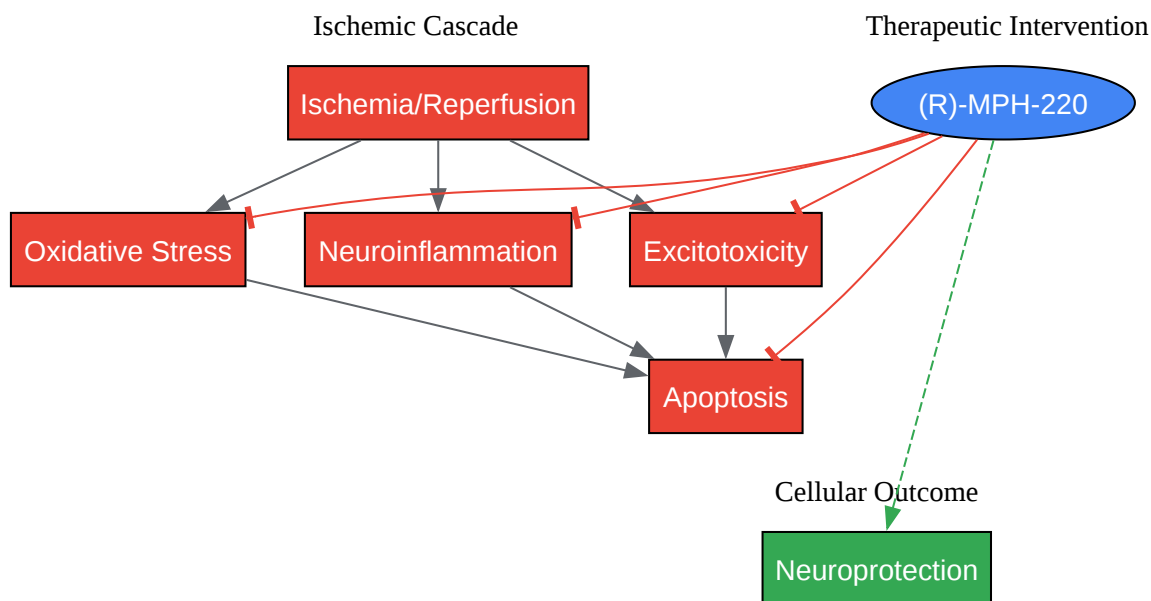 Ischemic Cascade
Therapeutic Intervention
Ischemia/Reperfusion
(R)-MPH-220
Oxidative Stress
Neuroinflammation
Excitotoxicity
Apoptosis
Cellular Outcome
Neuroprotection